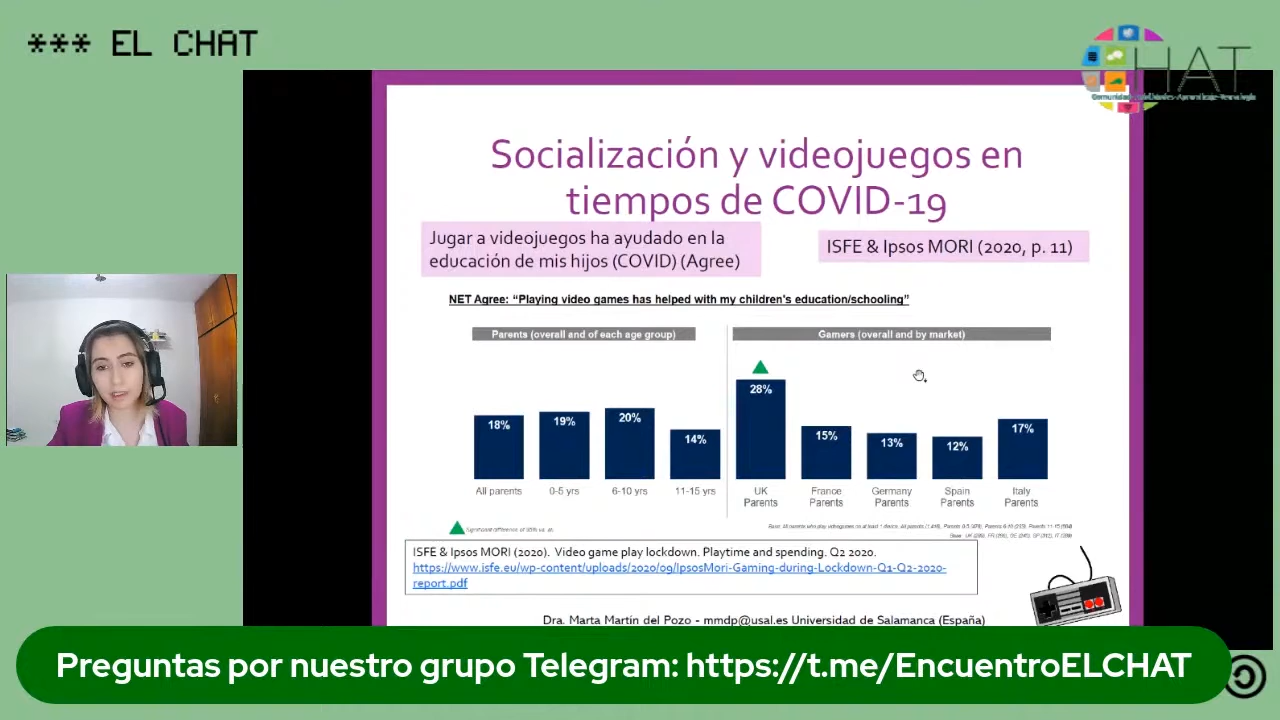 *** EL CHAT
HAT
Socialización y videojuegos en
tiempos de COVID-19
Jugar a videojuegos ha ayudado en la
educación de mis hijos (COVID) (Agree)
ISFE & Ipsos MORI (2020, p. 11)
NET Agree: “Playing video games has helped with my children's education/schooling”
Parents (overall and of each age group)
Gamers (overall and by market)
18%
19%
20%
14%
28%
15%
13%
12%
17%
All parents
0-5 yrs
6-10 yrs
11-15 yrs
UK
Parents
France
Parents
Germany
Parents
Spain
Parents
Italy
Parents
ISFE & Ipsos MORI (2020). Video game play lockdown. Playtime and spending. Q2 2020.
https://www.isfe.eu/wp-content/uploads/2020/09/IpsosMori-Gaming-during-Lockdown-Q1-Q2-2020-
report.pdf
Dra. Marta Martín del Pozo - mmdp@usal.es Universidad de Salamanca (España)
Preguntas por nuestro grupo Telegram: https://t.me/EncuentroELCHAT